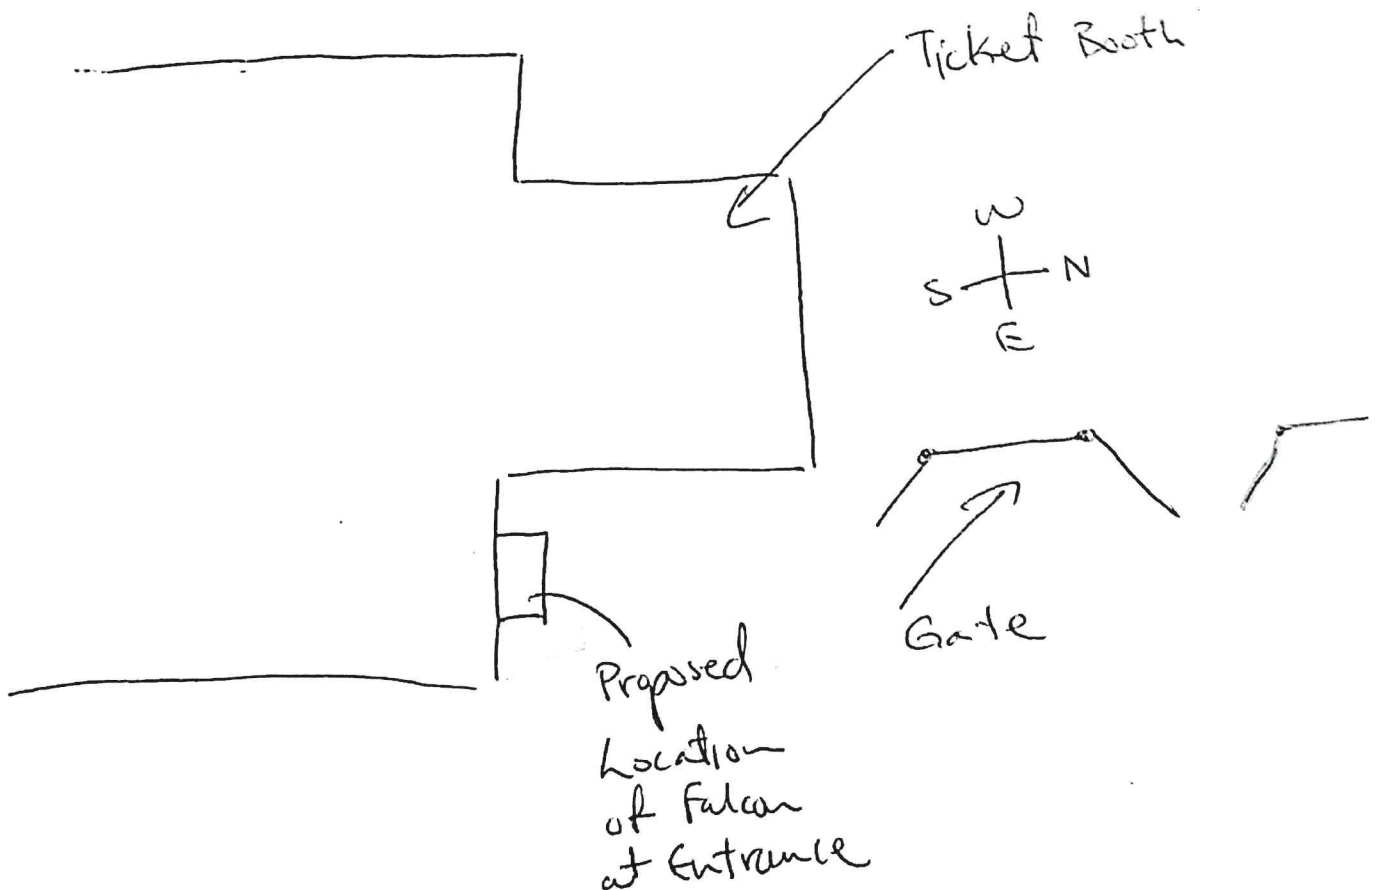 Ticket Booth
W
S N
E
Gate
Proposed
Location
of Falcon
at Entrance